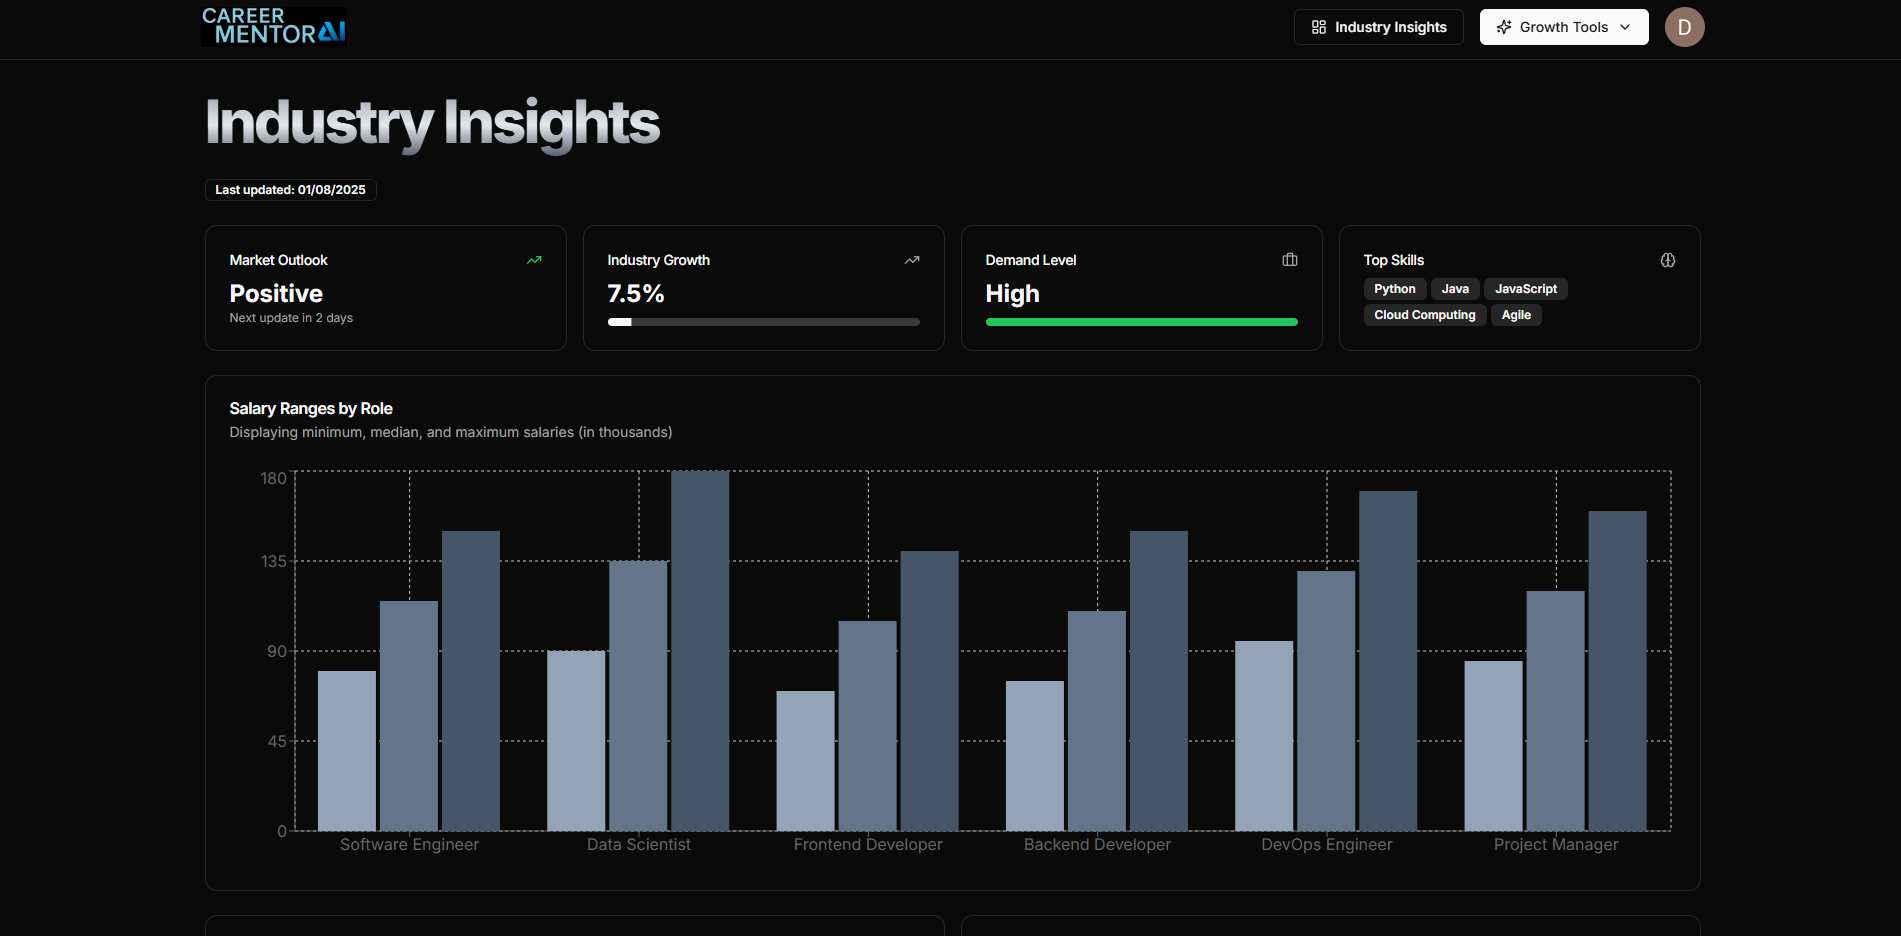 CAREER
MENTORAI
Industry Insights
Growth Tools
D
Industry Insights
Last updated: 01/08/2025
Market Outlook
Positive
Next update in 2 days
Industry Growth
7.5%
Demand Level
High
Top Skills
Python Java JavaScript
Cloud Computing Agile
Salary Ranges by Role
Displaying minimum, median, and maximum salaries (in thousands)
180
135
90
45
0
Software Engineer Data Scientist Frontend Developer Backend Developer DevOps Engineer Project Manager